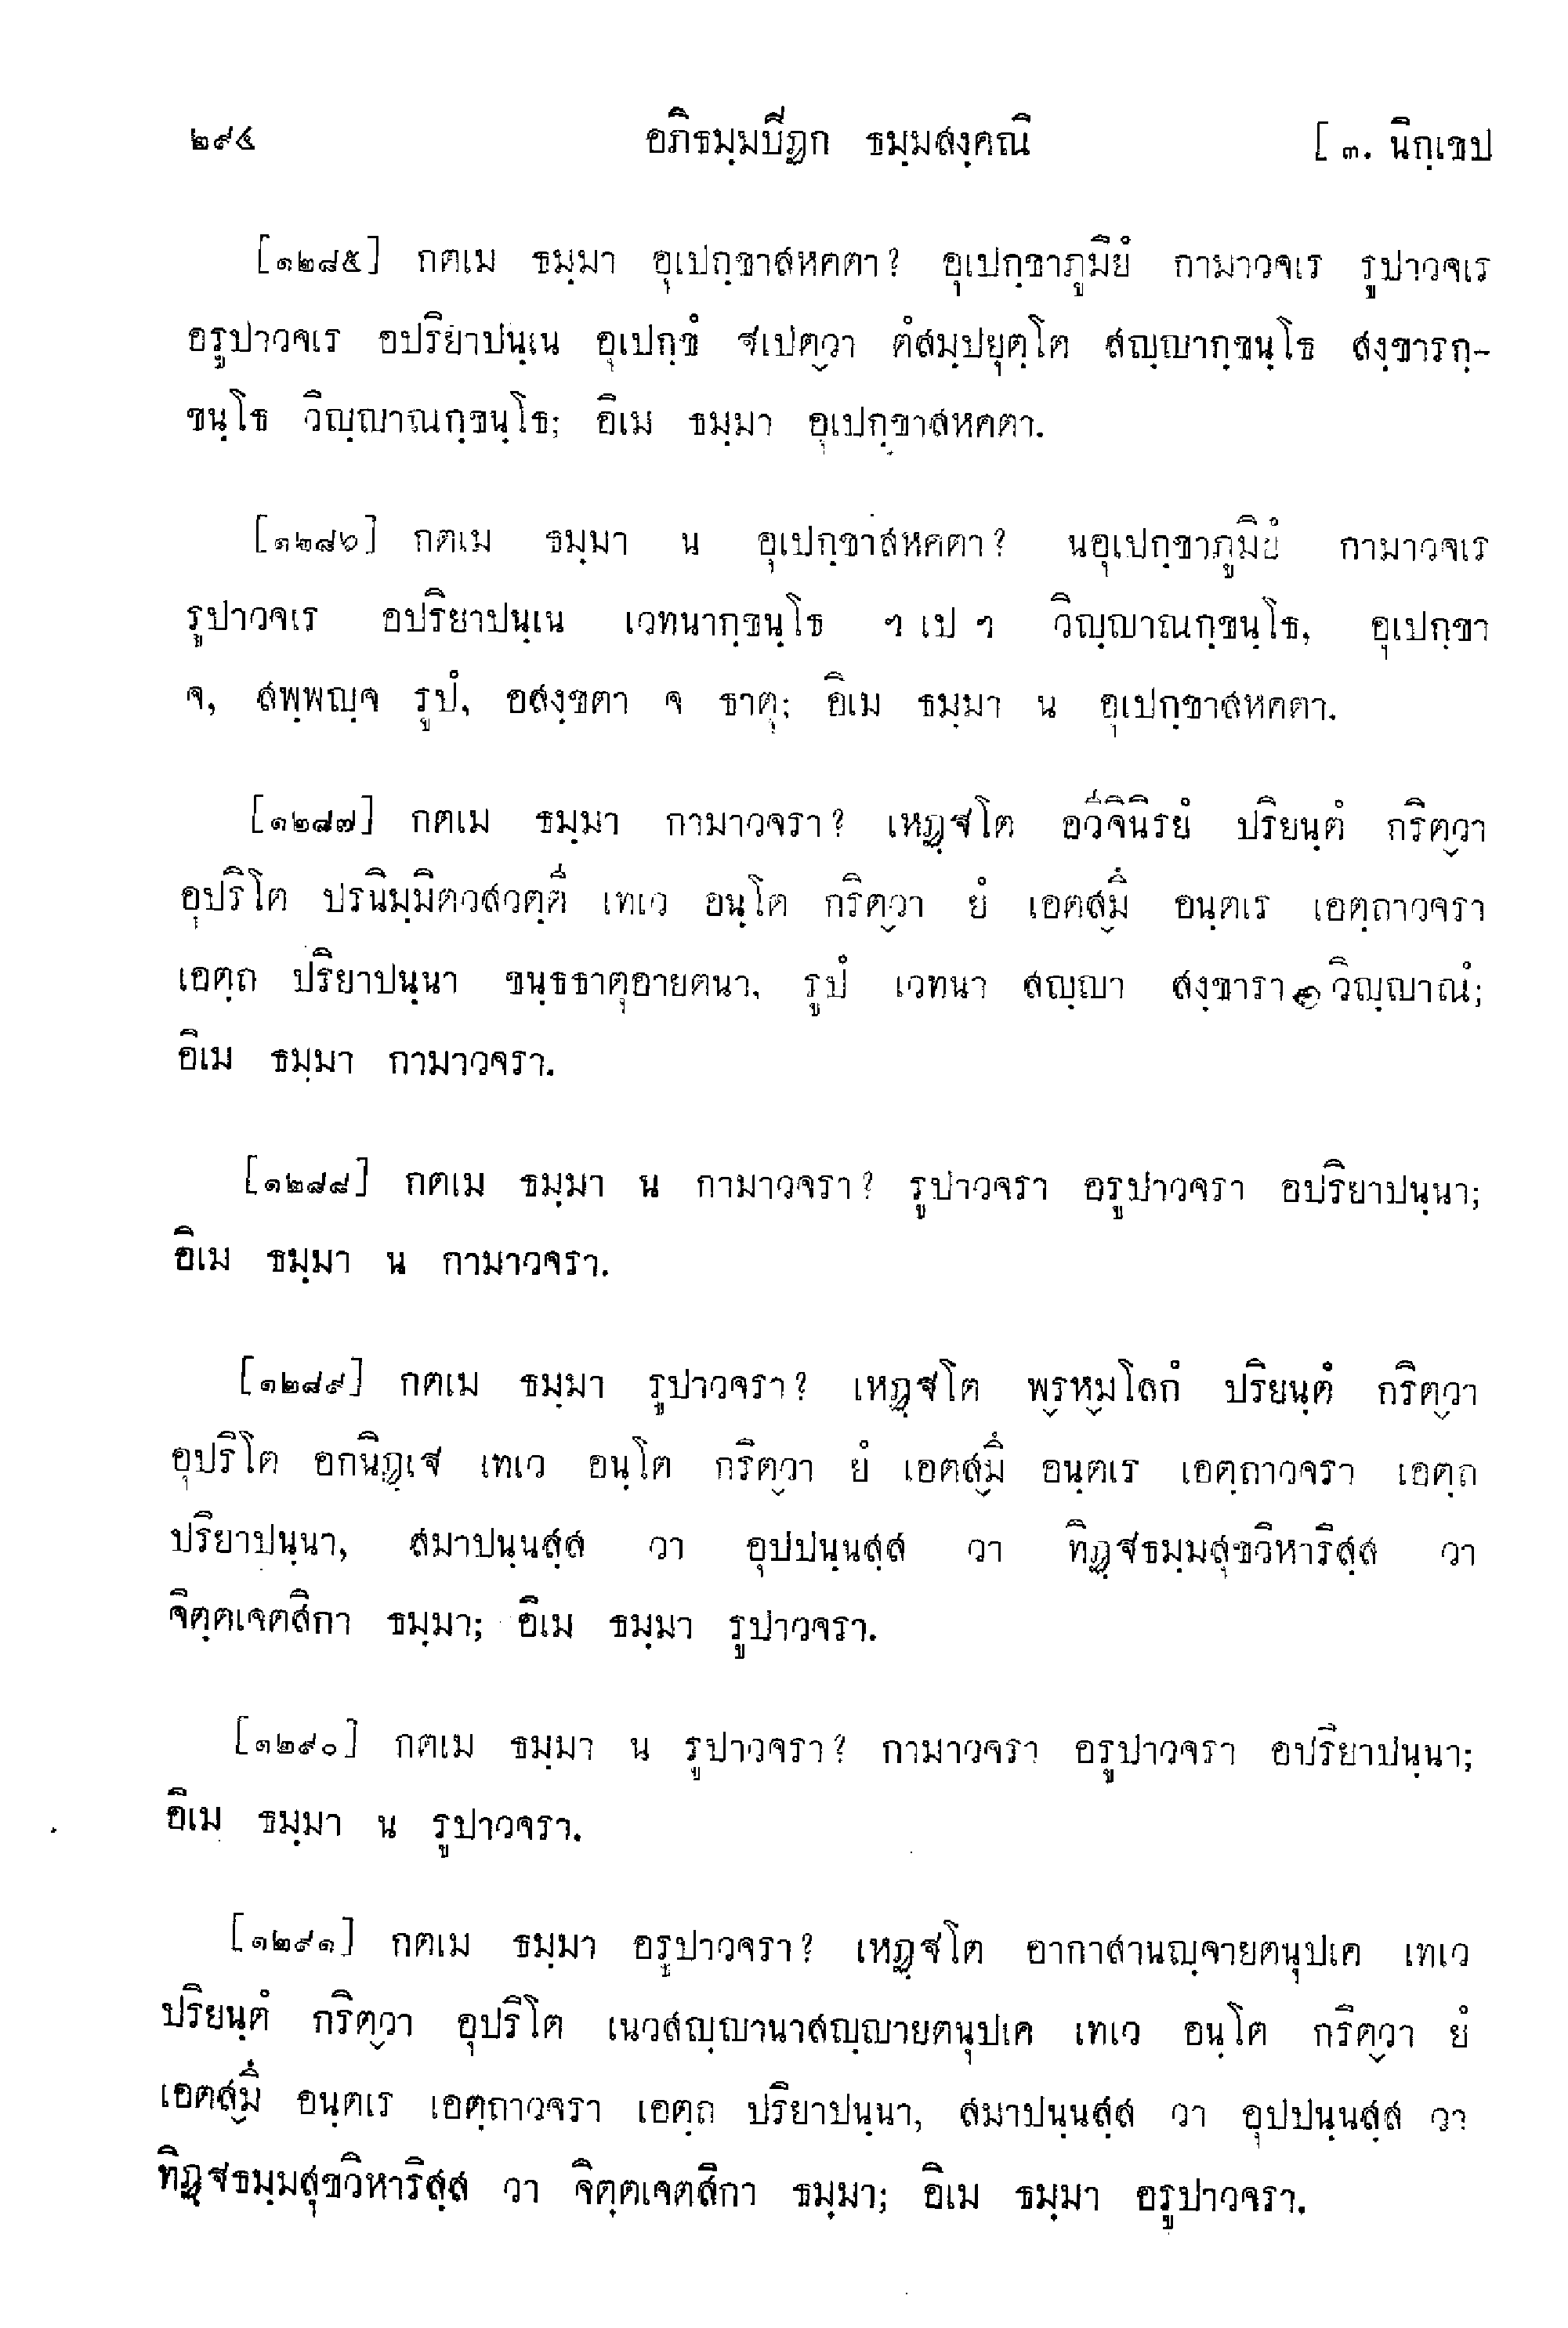 ๒๙๔ อภิธมฺมปิฏก ธมฺมสงฺคณี [ ๓. นิกฺเขป
[๑๒๘๕] กตเม ธมฺมา อุเปกฺขาสหคตา? อุเปกฺขาภูมิยํ กามาวจเร รูปาวจเร
อรูปาวจเร อปริยาปนฺเน อุเปกฺขํ ฐเปต๎วา ตํสมฺปยุตฺโต สญฺญากฺขนฺโธ สงฺขารกฺ-
ขนฺโธ วิญฺญาณกฺขนฺโธ; อิเม ธมฺมา อุเปกฺขาสหคตา.
[๑๒๘๖] กตเม ธมฺมา น อุเปกฺขาสหคตา? นอุเปกฺขาภูมิยํ กามาวจเร
รูปาวจเร อปริยาปนฺเน เวทนากฺขนฺโธ ฯ เป ฯ วิญฺญาณกฺขนฺโธ, อุเปกฺขา
จ, สพฺพญฺจ รูปํ, อสงฺขตา จ ธาตุ; อิเม ธมฺมา น อุเปกฺขาสหคตา.
[๑๒๘๗] กตเม ธมฺมา กามาวจรา? เหฏฺฐโต อวีจินิรยํ ปริยนฺตํ กริต๎วา
อุปริโต ปรนิมฺมิตวสวตฺตี เทเว อนฺโต กริต๎วา ยํ เอตส๎มึ อนฺตเร เอตฺถาวจรา
เอตฺถ ปริยาปนฺนา ขนฺธธาตุอายตนา, รูปํ เวทนา สญฺญา สงฺขารา วิญฺญาณํ;
อิเม ธมฺมา กามาวจรา.
[๑๒๘๘] กตเม ธมฺมา น กามาวจรา? รูปาวจรา อรูปาวจรา อปริยาปนฺนา;
อิเม ธมฺมา น กามาวจรา.
[๑๒๘๙] กตเม ธมฺมา รูปาวจรา? เหฏฺฐโต พ๎รห๎มโลกํ ปริยนฺตํ กริต๎วา
อุปริโต อกนิฏฺเฐ เทเว อนฺโต กริต๎วา ยํ เอตส๎มึ อนฺตเร เอตฺถาวจรา เอตฺถ
ปริยาปนฺนา, สมาปนฺนสฺส วา อุปปนฺนสฺส วา ทิฏฺฐธมฺมสุขวิหาริสฺส วา
จิตฺตเจตสิกา ธมฺมา; อิเม ธมฺมา รูปาวจรา.
[๑๒๙๐] กตเม ธมฺมา น รูปาวจรา? กามาวจรา อรูปาวจรา อปริยาปนฺนา;
อิเม ธมฺมา น รูปาวจรา.
[๑๒๙๑] กตเม ธมฺมา อรูปาวจรา? เหฏฺฐโต อากาสานญฺจายตนุปเค เทเว
ปริยนฺตํ กริต๎วา อุปริโต เนวสญฺญานาสญฺญายตนุปเค เทเว อนฺโต กริต๎วา ยํ
เอตส๎มึ อนฺตเร เอตฺถาวจรา เอตฺถ ปริยาปนฺนา, สมาปนฺนสฺส วา อุปปนฺนสฺส วา
ทิฏฺฐธมฺมสุขวิหาริสฺส วา จิตฺตเจตสิกา ธมฺมา; อิเม ธมฺมา อรูปาวจรา.